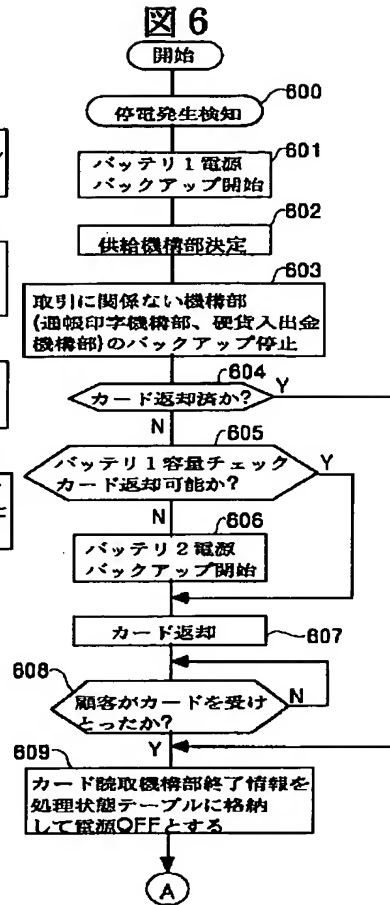 図6
開始
停電発生検知
600
バッテリ1電源
バックアップ開始
601
供給機構部決定
602
取引に関係ない機構部
(通帳印字機構部、硬貨入出金
機構部)のバックアップ停止
603
カード返却済か?
604
Y
N
バッテリ1容量チェック
カード返却可能か?
605
Y
N
バッテリ2電源
バックアップ開始
606
カード返却
607
顧客がカードを受け
とったか?
608
N
Y
カード読取機構部終了情報を
処理状態テーブルに格納
して電源OFFとする
609
A